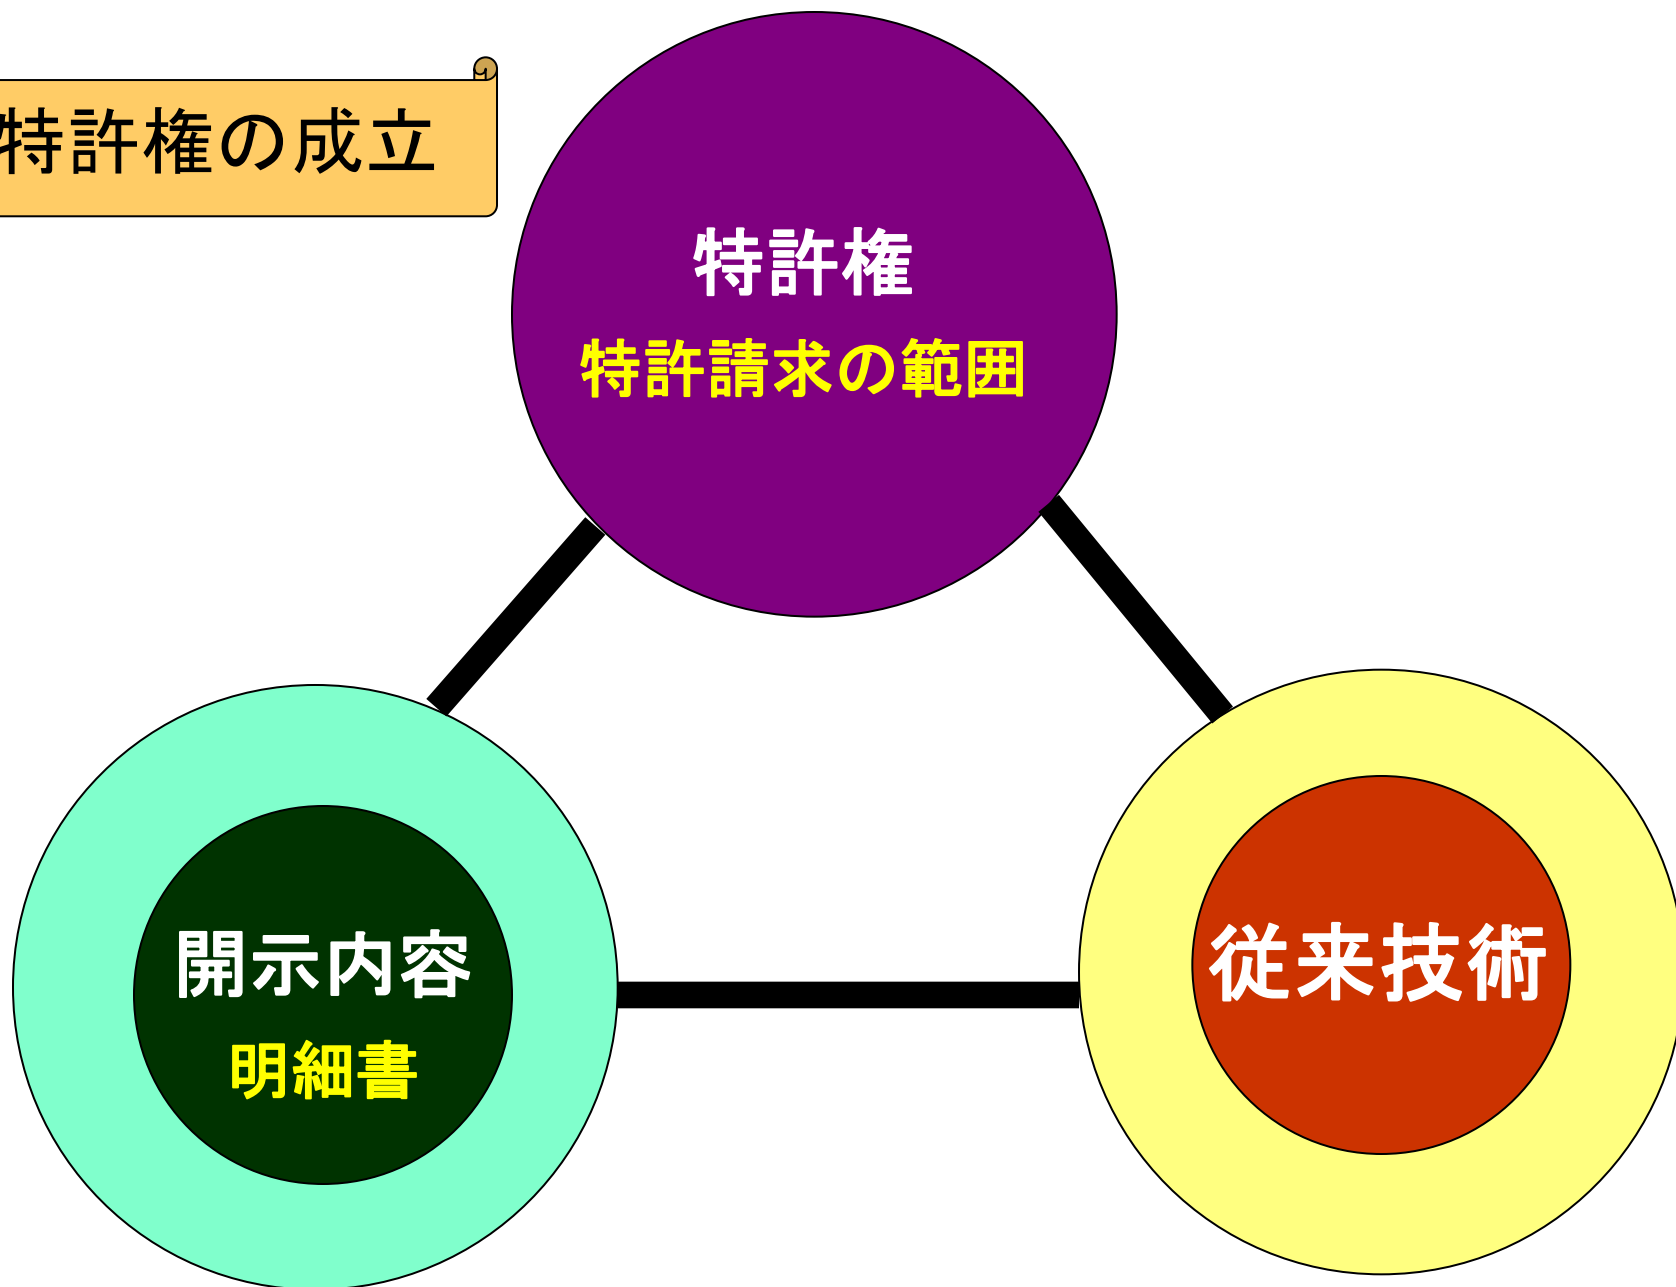 特許権の成立
特許権
特許請求の範囲
開示内容
明細書
従来技術